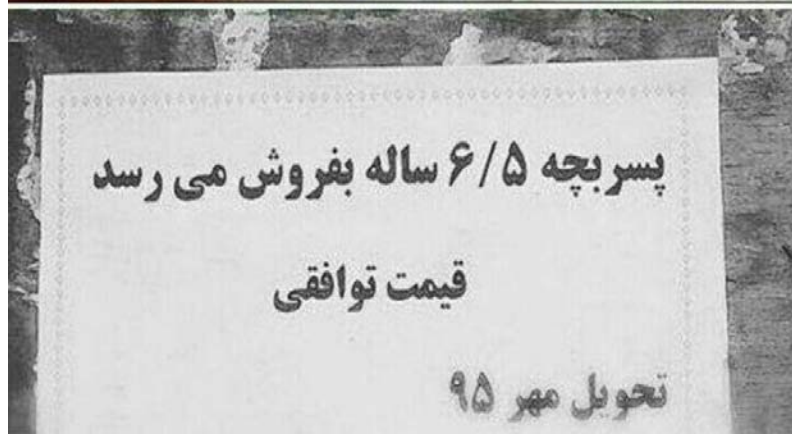 پسربچه ۶/۵ ساله بفروش می رسد
قیمت توافقی
تحویل مهر ۹۵